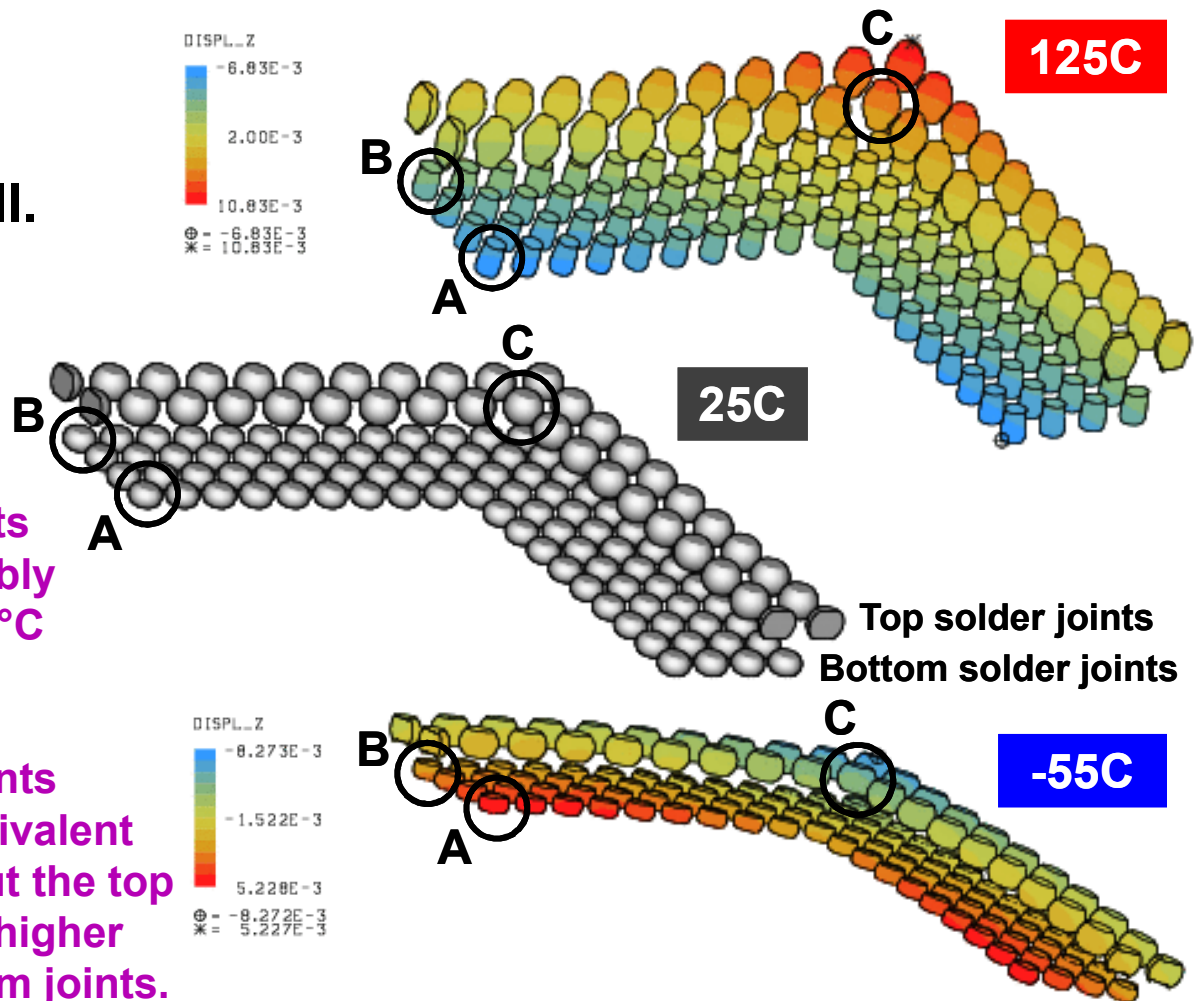 DISPL_Z
-6.83E-3
2.00E-3
10.83E-3
⊕ = -6.83E-3
✳ = 10.83E-3
C
125C
B
A
ll.
C
25C
B
A
ts
bly
°C
Top solder joints
Bottom solder joints
DISPL_Z
-8.273E-3
-1.522E-3
5.228E-3
⊕ = -8.272E-3
✳ = 5.227E-3
C
-55C
B
A
nts
ivalent
ut the top
higher
m joints.